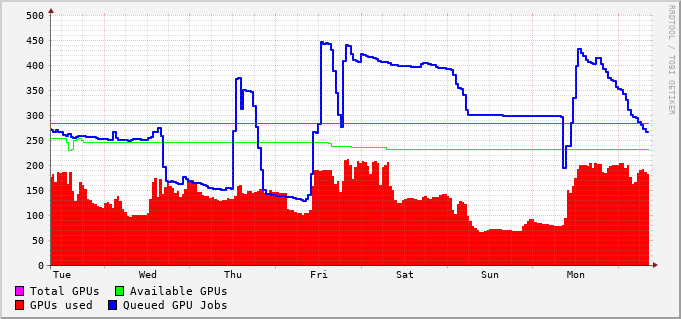 500
450
400
350
300
250
200
150
100
50
0
Tue Wed Thu Fri Sat Sun Mon
Total GPUs Available GPUs
GPUs used Queued GPU Jobs
RRDTOOL / TOBI OETIKER